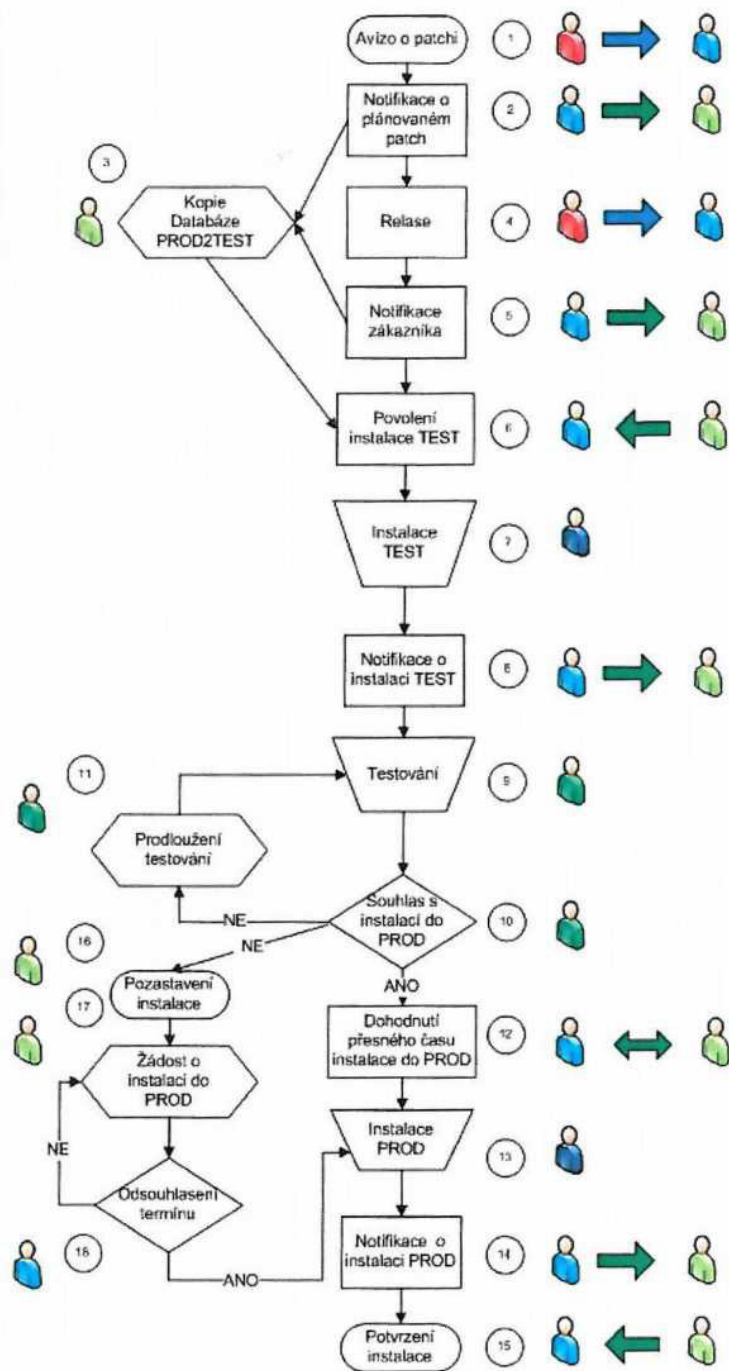 Avízo o patchi
1
Notifikace o
plánovaném
patch
2
3
Kopie
Databáze
PROD2TEST
Relase
4
Notifikace
zákazníka
5
Povolení
instalace TEST
6
Instalace
TEST
7
Notifikace o
instalaci TEST
8
11
Testování
9
Prodloužení
testování
Souhlas s
instalací do
PROD
10
NE
NE
16
ANO
Pozastavení
instalace
17
Dohodnutí
přesného času
instalace do PROD
12
Žádost o
instalaci do
PROD
NE
Instalace
PROD
13
Odsouhlasení
termínu
18
ANO
Notifikace o
instalaci PROD
14
Potvrzení
instalace
15